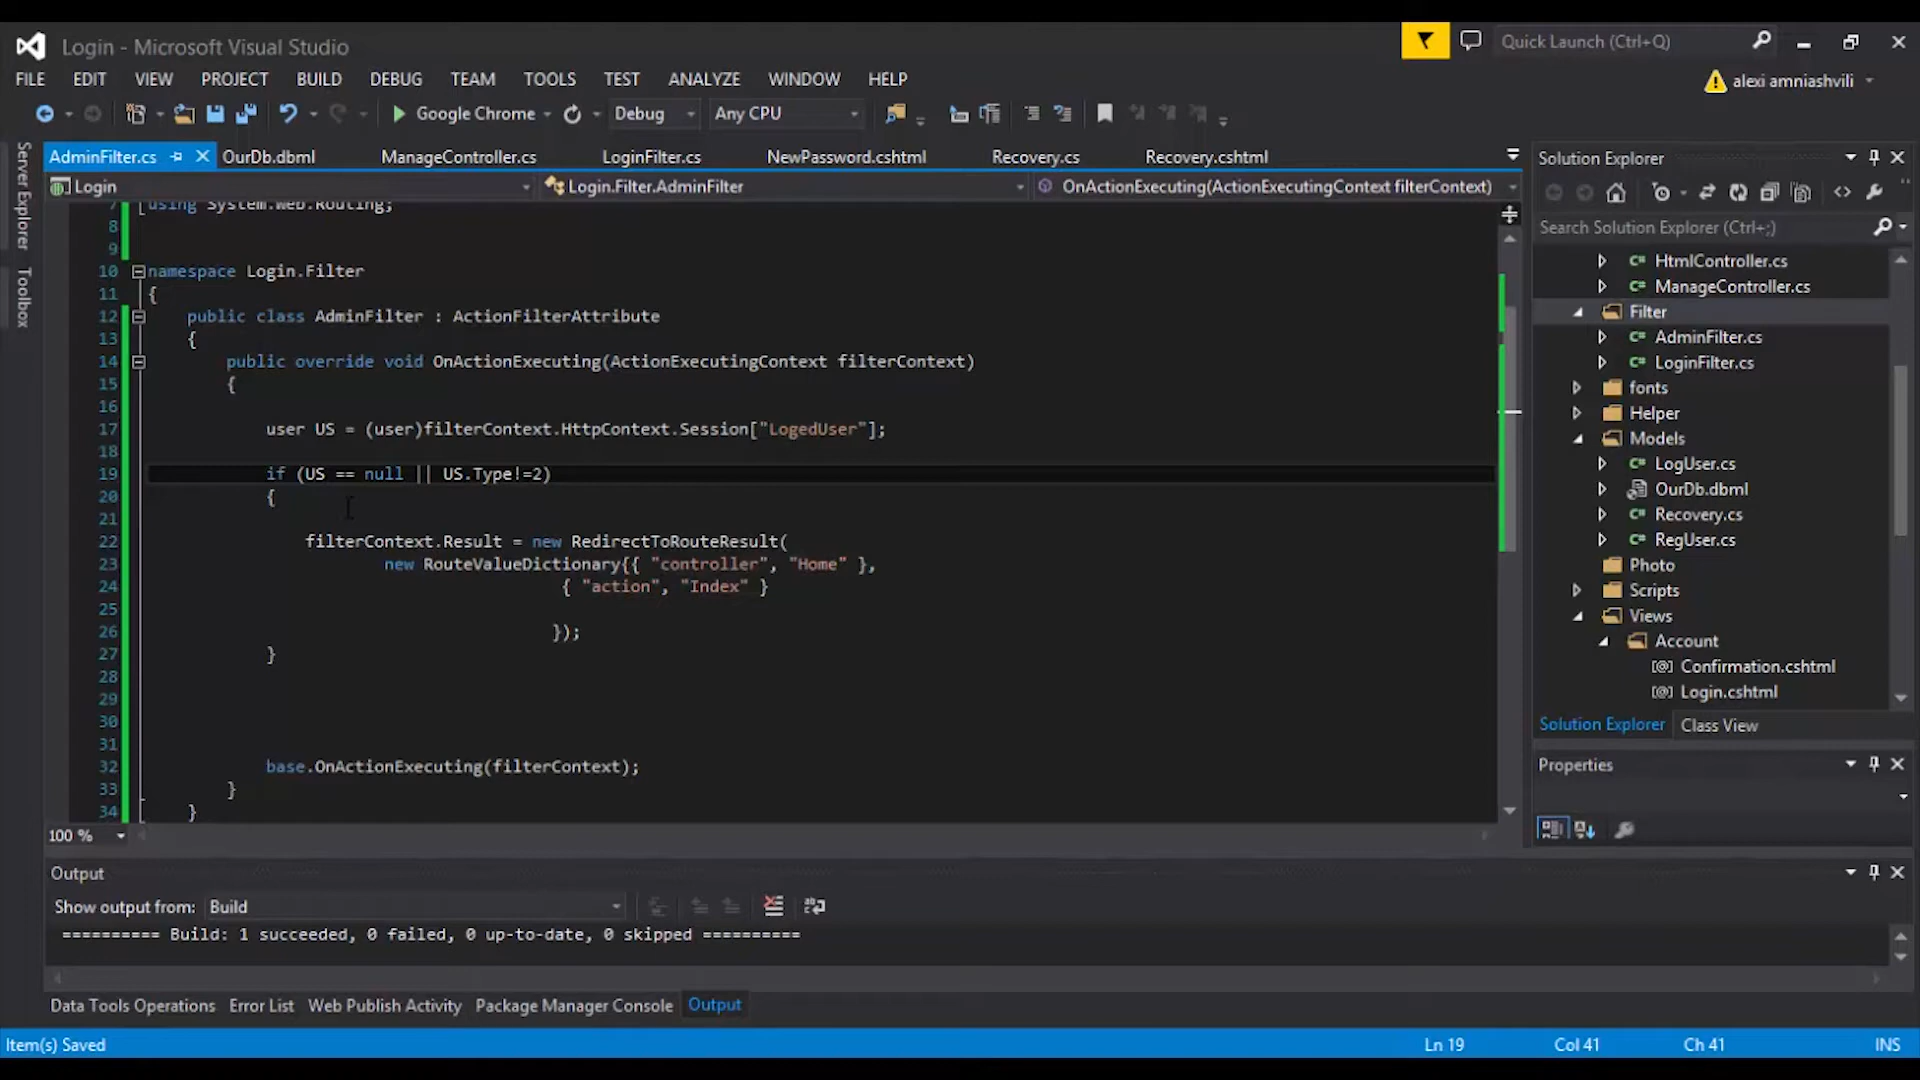 Login - Microsoft Visual Studio
Quick Launch (Ctrl+Q)
FILE EDIT VIEW PROJECT BUILD DEBUG TEAM TOOLS TEST ANALYZE WINDOW HELP
alexi amniashvili
Google Chrome Debug Any CPU
Server Explorer
Toolbox
AdminFilter.cs OurDb.dbml ManageController.cs LoginFilter.cs NewPassword.cshtml Recovery.cs Recovery.cshtml
Login Login.Filter.AdminFilter OnActionExecuting(ActionExecutingContext filterContext)
7 using System.Web.Routing;
8
9
10 namespace Login.Filter
11 {
12 public class AdminFilter : ActionFilterAttribute
13 {
14 public override void OnActionExecuting(ActionExecutingContext filterContext)
15 {
16
17 user US = (user)filterContext.HttpContext.Session["LogedUser"];
18
19 if (US == null || US.Type!=2)
20 {
21
22 filterContext.Result = new RedirectToRouteResult(
23 new RouteValueDictionary{{ "controller", "Home" },
24 { "action", "Index" }
25
26 });
27 }
28
29
30
31
32 base.OnActionExecuting(filterContext);
33 }
34 }
100 %
Solution Explorer
Search Solution Explorer (Ctrl+;)
C# HtmlController.cs
C# ManageController.cs
Filter
C# AdminFilter.cs
C# LoginFilter.cs
fonts
Helper
Models
C# LogUser.cs
OurDb.dbml
C# Recovery.cs
C# RegUser.cs
Photo
Scripts
Views
Account
[@] Confirmation.cshtml
[@] Login.cshtml
Solution Explorer Class View
Properties
Output
Show output from: Build
========== Build: 1 succeeded, 0 failed, 0 up-to-date, 0 skipped ==========
Data Tools Operations Error List Web Publish Activity Package Manager Console Output
Item(s) Saved Ln 19 Col 41 Ch 41 INS